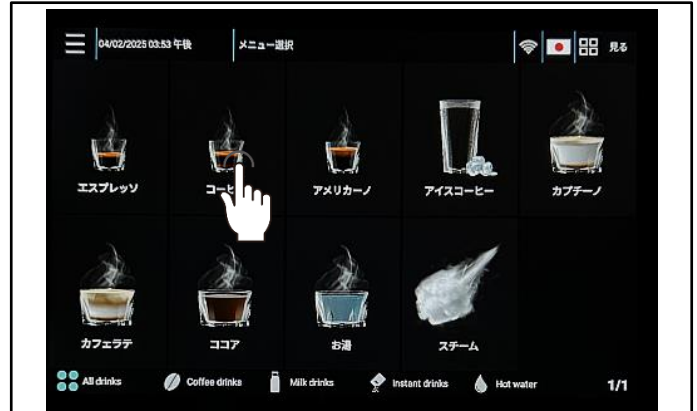 04/02/2025 03:53 午後 メニュー選択 見る
エスプレッソ コーヒ アメリカーノ アイスコーヒー カプチーノ
カフェラテ ココア お湯 スチーム
All drinks Coffee drinks Milk drinks Instant drinks Hot water 1/1